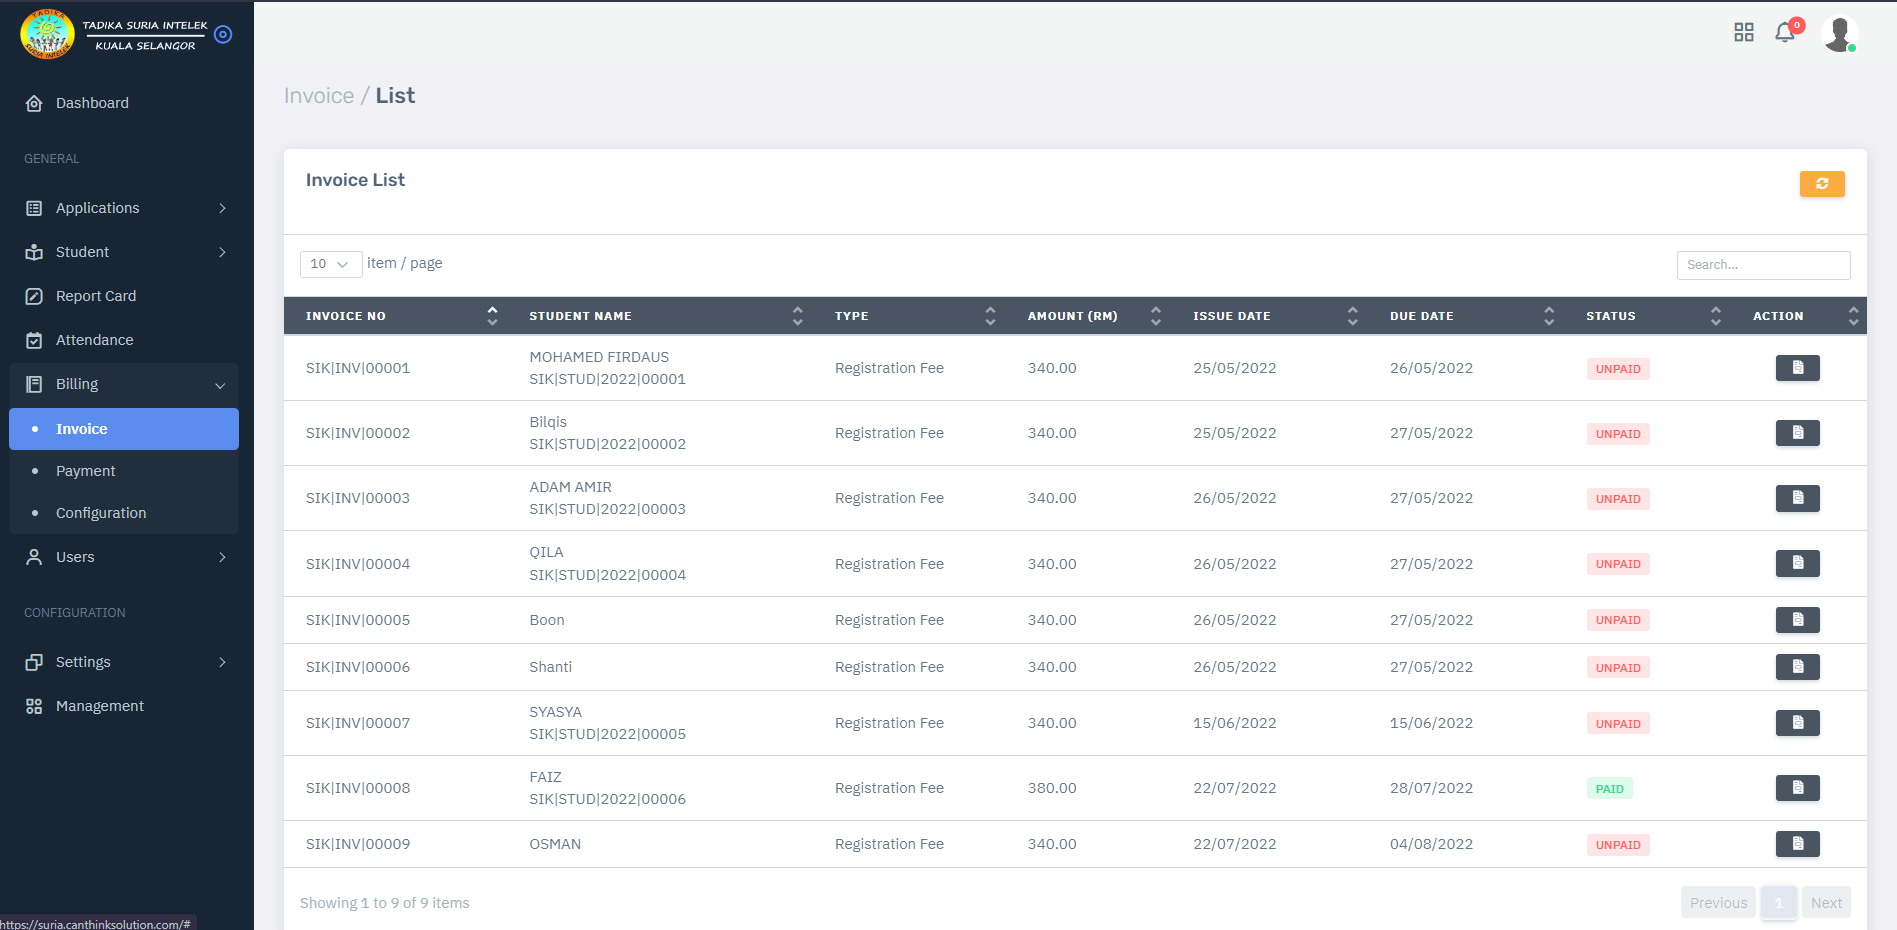 TADIKA SURIA INTELEK
KUALA SELANGOR
TADIKA
SURIA INTELEK
0
Dashboard
GENERAL
Applications
Student
Report Card
Attendance
Billing
Invoice
Payment
Configuration
Users
CONFIGURATION
Settings
Management
https://suria.canthinksolution.com/#
Invoice / List
Invoice List
10 item / page
Search...
INVOICE NO STUDENT NAME TYPE AMOUNT (RM) ISSUE DATE DUE DATE STATUS ACTION
SIK|INV|00001 MOHAMED FIRDAUS Registration Fee 340.00 25/05/2022 26/05/2022 UNPAID
SIK|STUD|2022|00001
SIK|INV|00002 Bilqis Registration Fee 340.00 25/05/2022 27/05/2022 UNPAID
SIK|STUD|2022|00002
SIK|INV|00003 ADAM AMIR Registration Fee 340.00 26/05/2022 27/05/2022 UNPAID
SIK|STUD|2022|00003
SIK|INV|00004 QILA Registration Fee 340.00 26/05/2022 27/05/2022 UNPAID
SIK|STUD|2022|00004
SIK|INV|00005 Boon Registration Fee 340.00 26/05/2022 27/05/2022 UNPAID
SIK|INV|00006 Shanti Registration Fee 340.00 26/05/2022 27/05/2022 UNPAID
SIK|INV|00007 SYASYA Registration Fee 340.00 15/06/2022 15/06/2022 UNPAID
SIK|STUD|2022|00005
SIK|INV|00008 FAIZ Registration Fee 380.00 22/07/2022 28/07/2022 PAID
SIK|STUD|2022|00006
SIK|INV|00009 OSMAN Registration Fee 340.00 22/07/2022 04/08/2022 UNPAID
Showing 1 to 9 of 9 items
Previous 1 Next